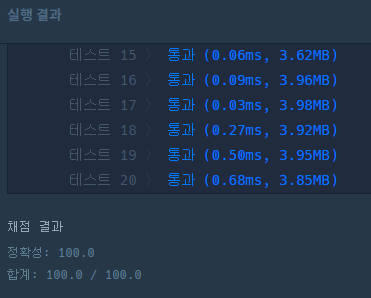 실행 결과
테스트 15 〉 통과 (0.06ms, 3.62MB)
테스트 16 〉 통과 (0.09ms, 3.96MB)
테스트 17 〉 통과 (0.03ms, 3.98MB)
테스트 18 〉 통과 (0.27ms, 3.92MB)
테스트 19 〉 통과 (0.50ms, 3.95MB)
테스트 20 〉 통과 (0.68ms, 3.85MB)
채점 결과
정확성: 100.0
합계: 100.0 / 100.0